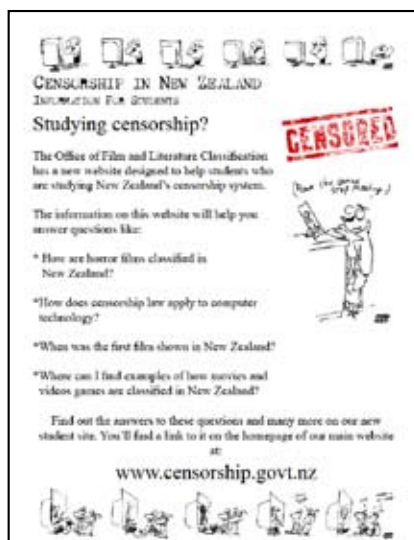 CENSORSHIP IN NEW ZEALAND
INFORMATION FOR STUDENTS
Studying censorship?
CENSORED
The Office of Film and Literature Classification
has a new website designed to help students who
are studying New Zealand's censorship system.
The information on this website will help you
answer questions like:
* How are horror films classified in
New Zealand?
*How does censorship law apply to computer
technology?
*When was the first film shown in New Zealand?
*Where can I find examples of how movies and
videos games are classified in New Zealand?
Find out the answers to these questions and many more on our new
student site. You'll find a link to it on the homepage of our main website
at:
www.censorship.govt.nz